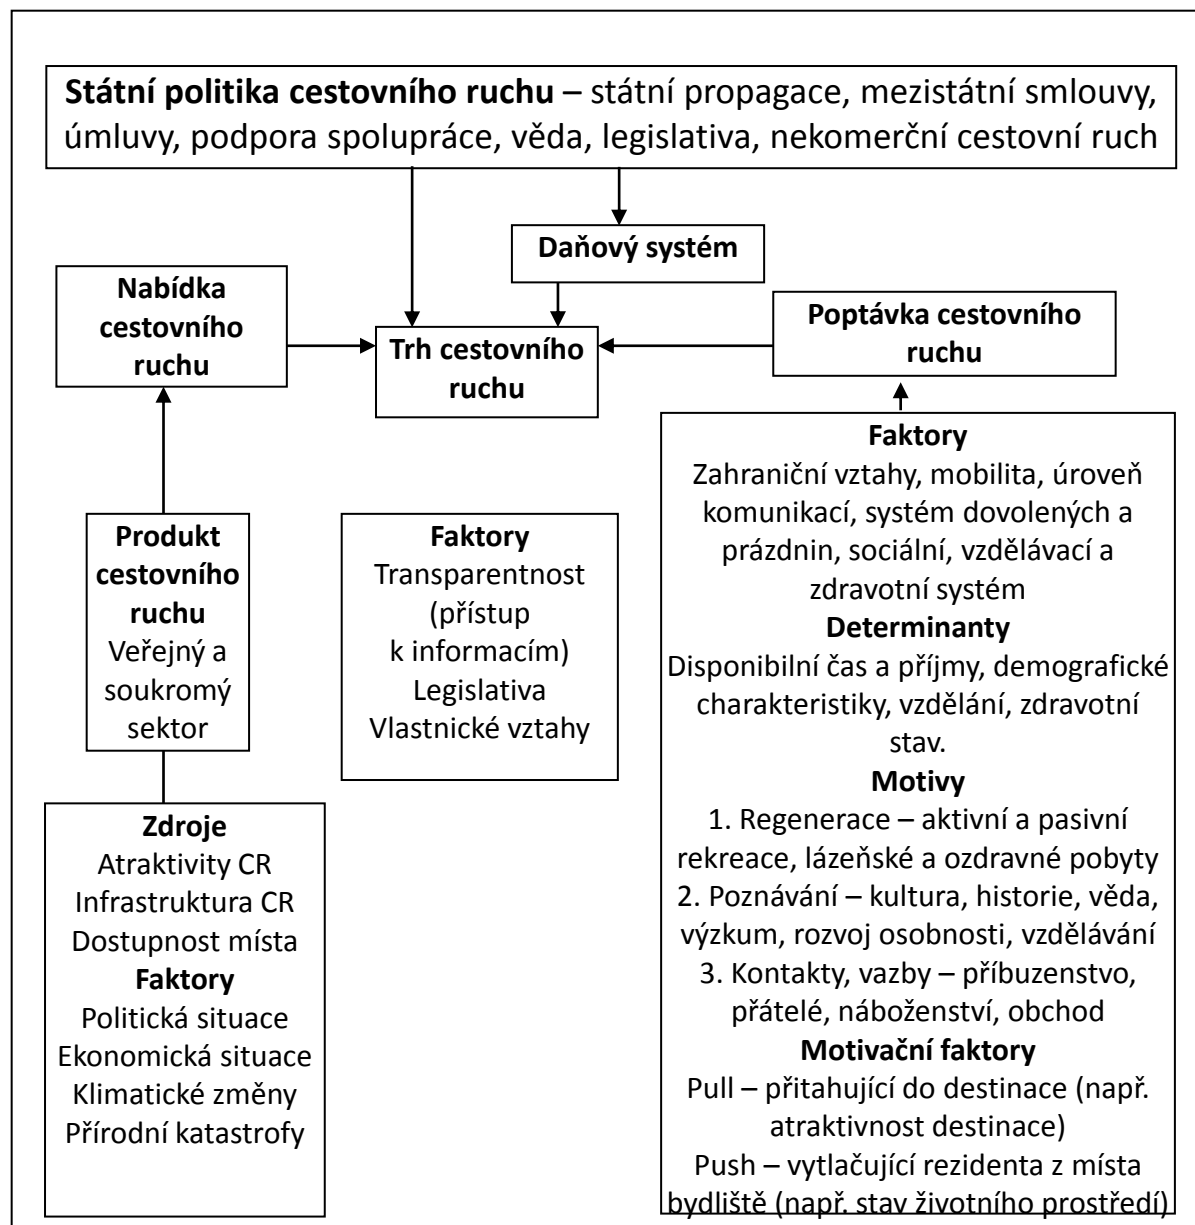 Státní politika cestovního ruchu – státní propagace, mezistátní smlouvy,
úmluvy, podpora spolupráce, věda, legislativa, nekomerční cestovní ruch
Daňový systém
Nabídka
cestovního
ruchu
Trh cestovního
ruchu
Poptávka cestovního
ruchu
Produkt
cestovního
ruchu
Veřejný a
soukromý
sektor
Faktory
Transparentnost
(přístup
k informacím)
Legislativa
Vlastnické vztahy
Faktory
Zahraniční vztahy, mobilita, úroveň
komunikací, systém dovolených a
prázdnin, sociální, vzdělávací a
zdravotní systém
Determinanty
Disponibilní čas a příjmy, demografické
charakteristiky, vzdělání, zdravotní
stav.
Motivy
1. Regenerace – aktivní a pasivní
rekreace, lázeňské a ozdravné pobyty
2. Poznávání – kultura, historie, věda,
výzkum, rozvoj osobnosti, vzdělávání
3. Kontakty, vazby – příbuzenstvo,
přátelé, náboženství, obchod
Motivační faktory
Pull – přitahující do destinace (např.
atraktivnost destinace)
Push – vytlačující rezidenta z místa
bydliště (např. stav životního prostředí)
Zdroje
Atraktivity CR
Infrastruktura CR
Dostupnost místa
Faktory
Politická situace
Ekonomická situace
Klimatické změny
Přírodní katastrofy